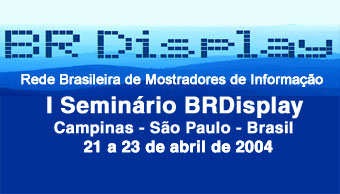 BR Display
Rede Brasileira de Mostradores de Informação
I Seminário BRDisplay
Campinas - São Paulo - Brasil
21 a 23 de abril de 2004